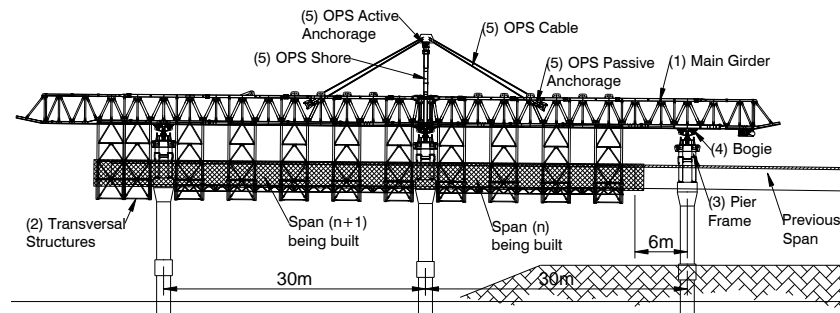 (5) OPS Active
Anchorage
(5) OPS Cable
(5) OPS Shore
(5) OPS Passive
Anchorage
(1) Main Girder
(4) Bogie
(3) Pier
Frame
(2) Transversal
Structures
Span (n+1)
being built
Span (n)
being built
Previous
Span
6m
30m
30m